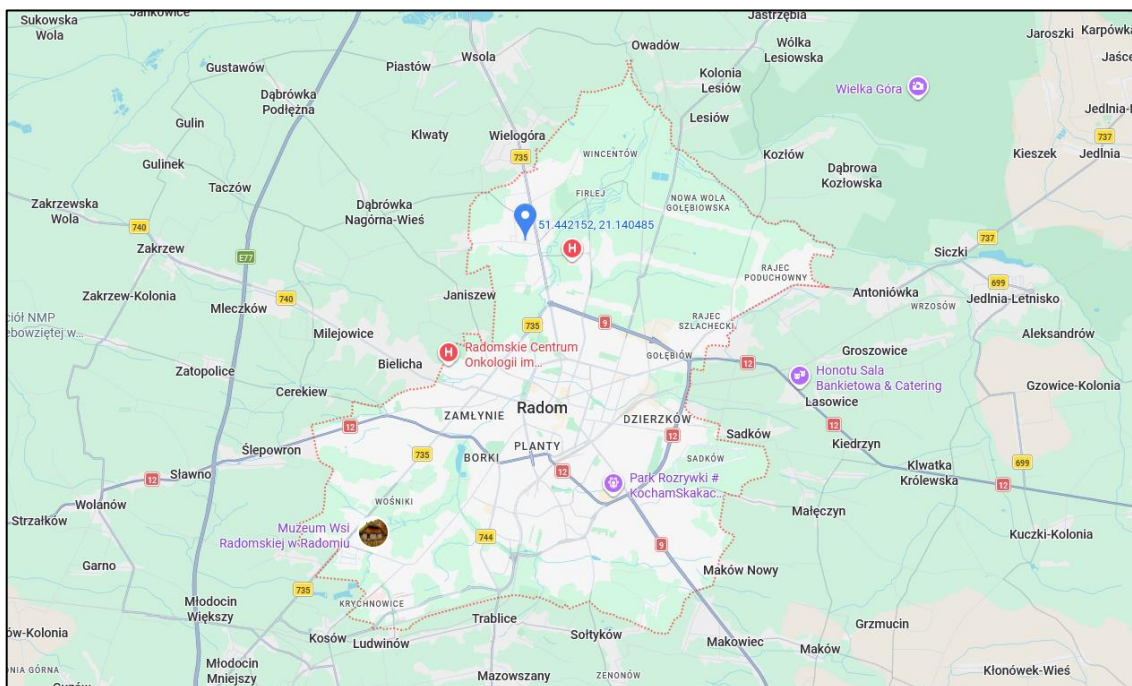 Sukowska
Wola
Jankowice
Jastrzębia
Jaroszki
Karpówka
Owadów
Wólka
Lesiowska
Wsola
Piastów
Gustawów
Kolonia
Lesiów
Dąbrówka
Podłężna
Wielka Góra
Jedlnia-L
Gulin
Klwaty
Wielogóra
Lesiów
737
735
Kieszek
Jedlnia
Gulinek
WINCENTÓW
Kozłów
Dąbrowa
Kozłowska
Taczów
Dąbrówka
Nagórna-Wieś
FIRLEJ
NOWA WOLA
GOŁĘBIOWSKA
Zakrzewska
Wola
740
51.442152, 21.140485
Zakrzew
H
737
Siczki
E77
RAJEC
PODUCHOWNY
699
Zakrzew-Kolonia
740
Janiszew
Antoniówka
WRZOSÓW
Jedlnia-Letnisko
Mleczków
ciół NMP
ebowziętej w...
735
9
RAJEC
SZLACHECKI
Milejowice
Aleksandrów
H
Radomskie Centrum
Onkologii im...
GOŁĘBIÓW
12
Groszowice
Bielicha
Zatopolice
Honotu Sala
Bankietowa & Catering
Gzowice-Kolonia
Cerekiew
Lasowice
ZAMŁYNIE
Radom
DZIERZKÓW
12
12
Sadków
12
Kiedrzyn
Ślepowron
735
BORKI
PLANTY
SADKÓW
699
Sławno
12
12
Park Rozrywki #
KochamSkakac...
Klwatka
Królewska
Wolanów
WOŚNIKI
Strzałków
Małęczyn
Muzeum Wsi
Radomskiej w Radomiu
744
Kuczki-Kolonia
9
Garno
Maków Nowy
735
Młodocin
Większy
KRYCHNOWICE
Trablice
Grzmucin
ów-Kolonia
Kosów
Ludwinów
Sołtyków
Makowiec
Maków
NIA GÓRNA
Młodocin
Mniejszy
Mazowszany
ZENONÓW
Kłonówek-Wieś